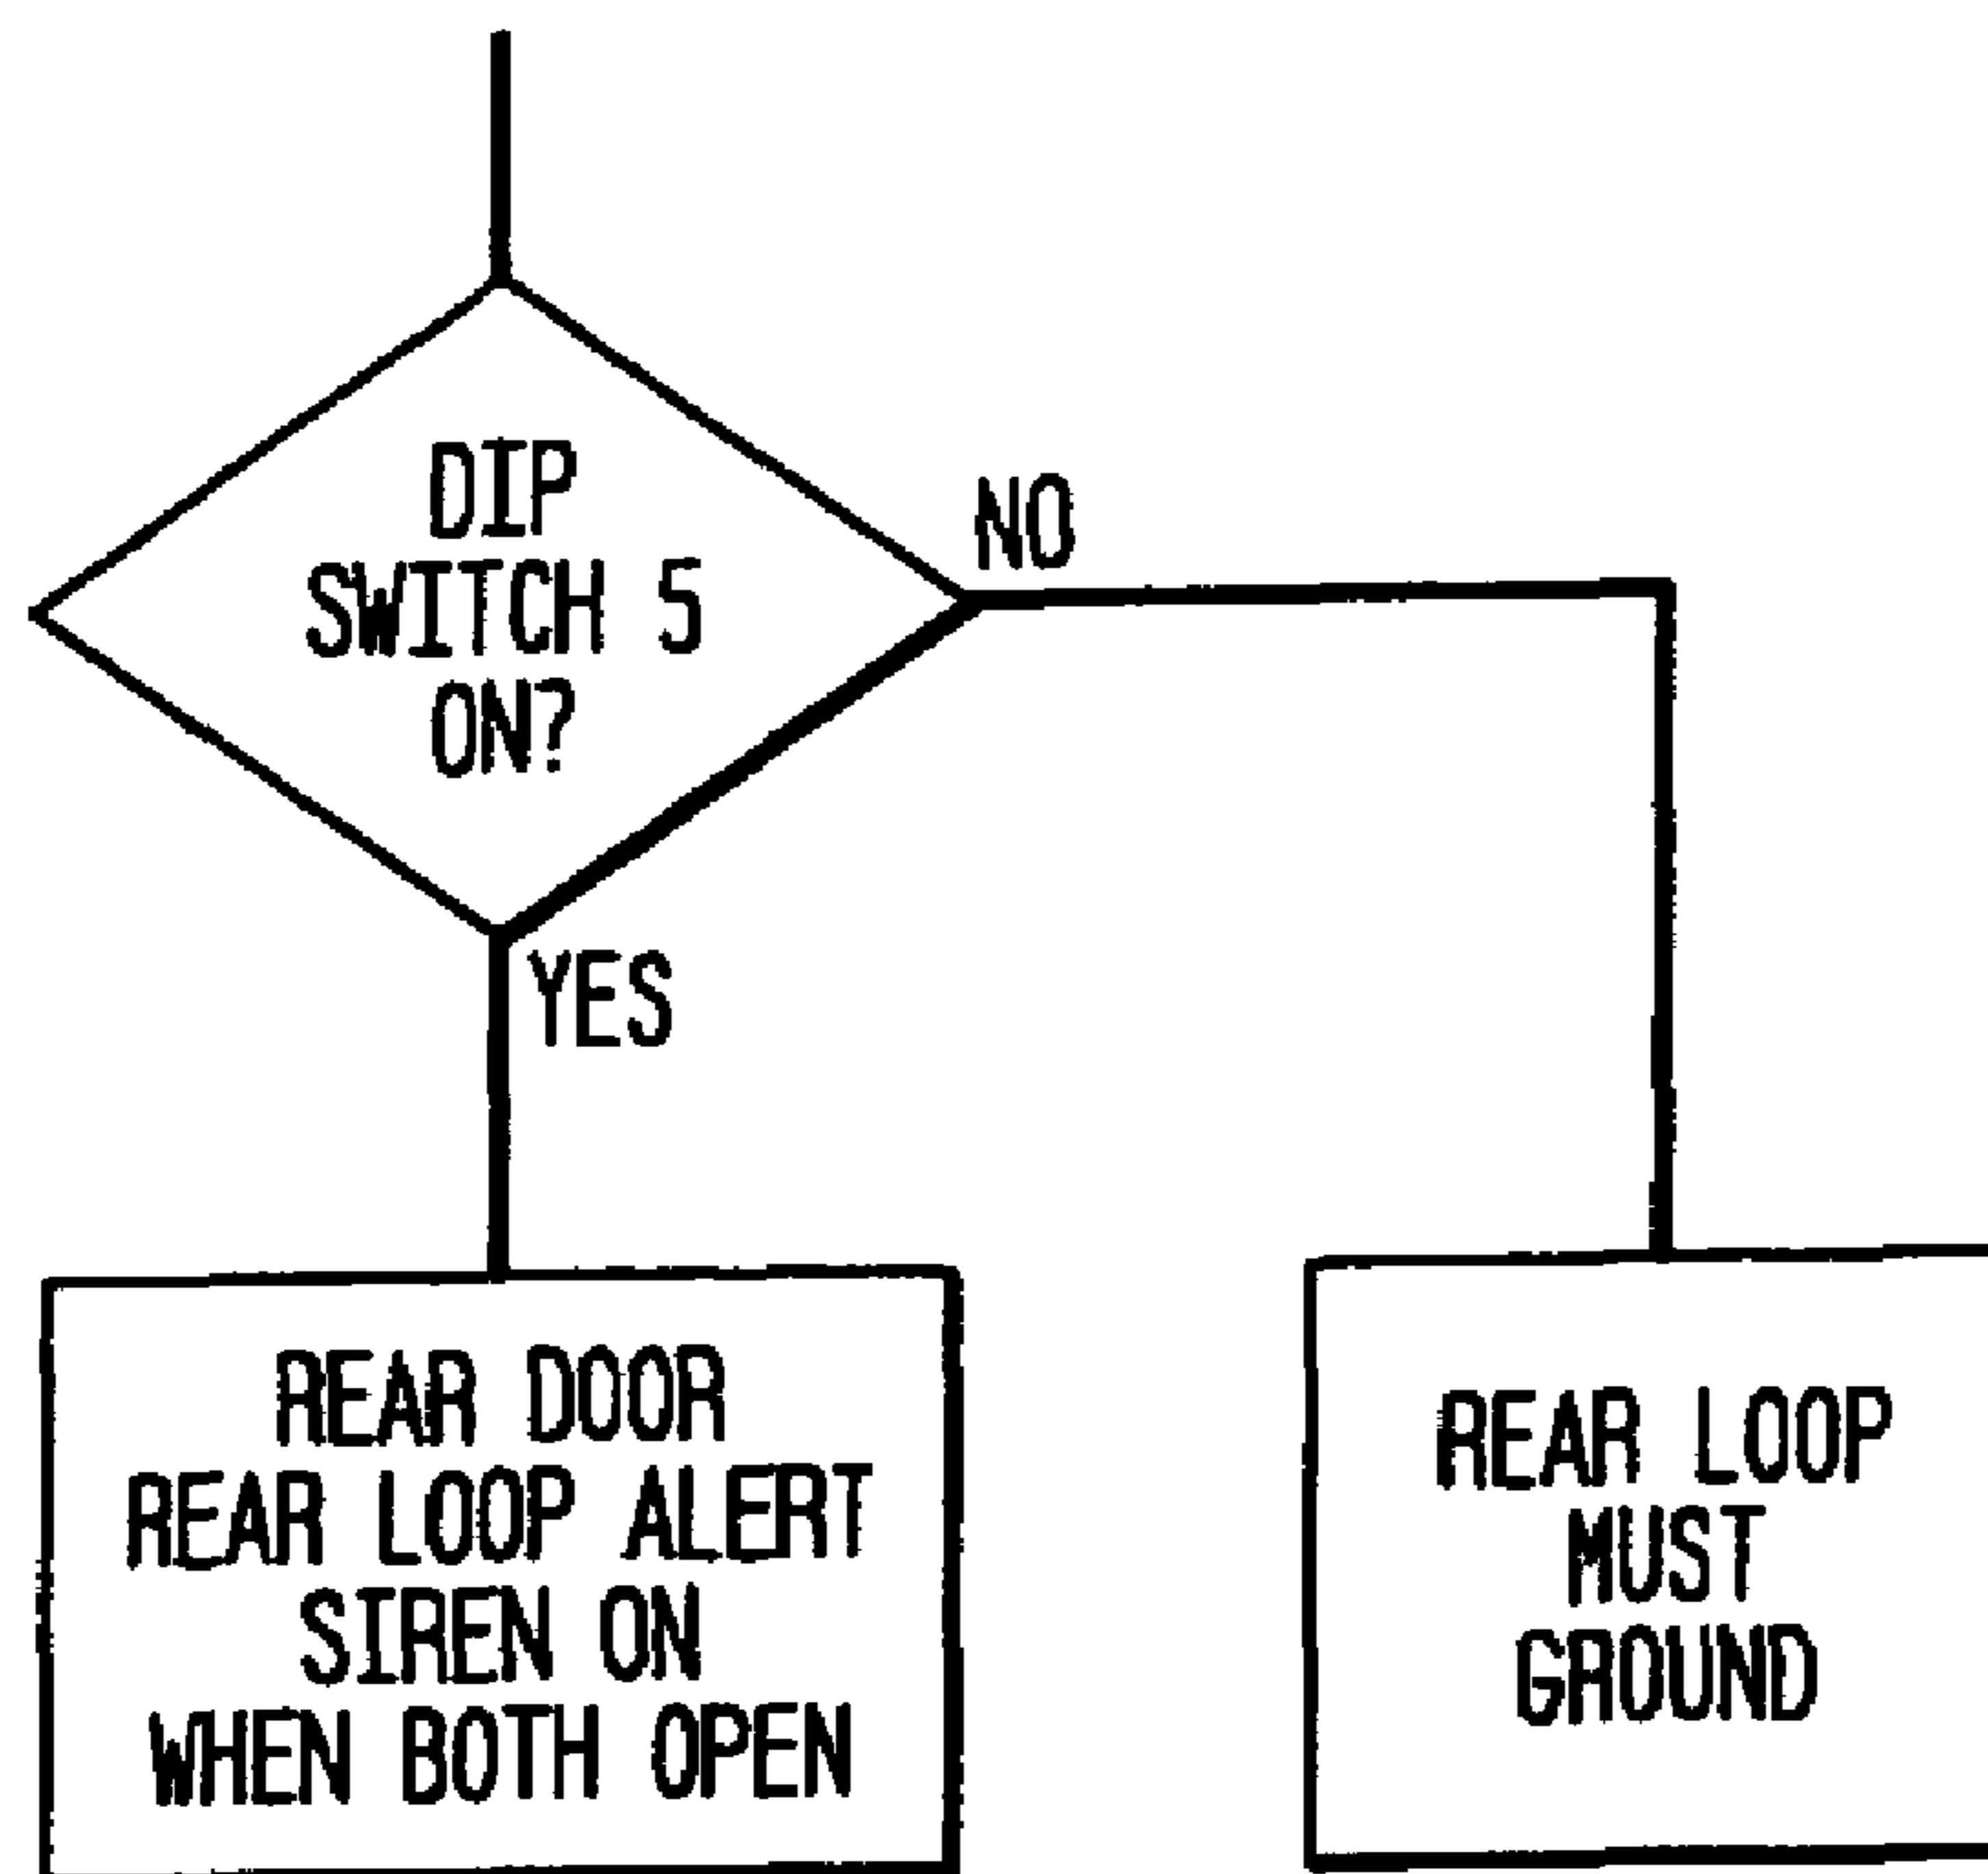 DIP
SWITCH 5
ON?
NO
YES
REAR DOOR
REAR LOOP ALERT
SIREN ON
WHEN BOTH OPEN
REAR LOOP
MUST
GROUND